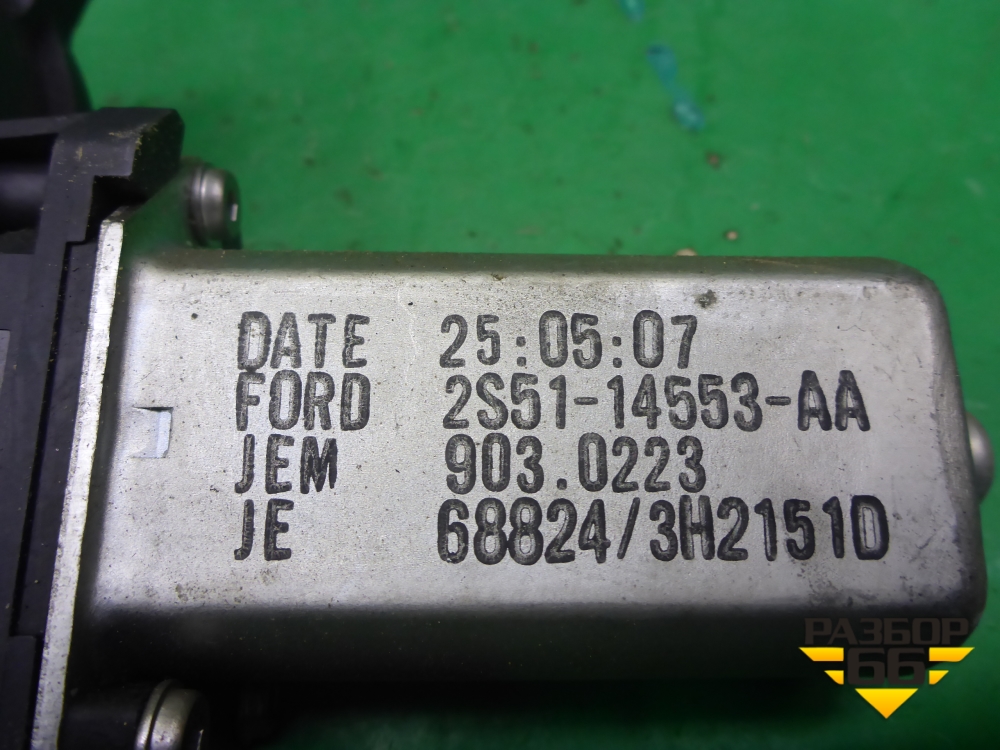 DATE 25:05:07
FORD 2S51-14553-AA
JEM 903.0223
JE 68824/3H2151D
РАЗБОР
66